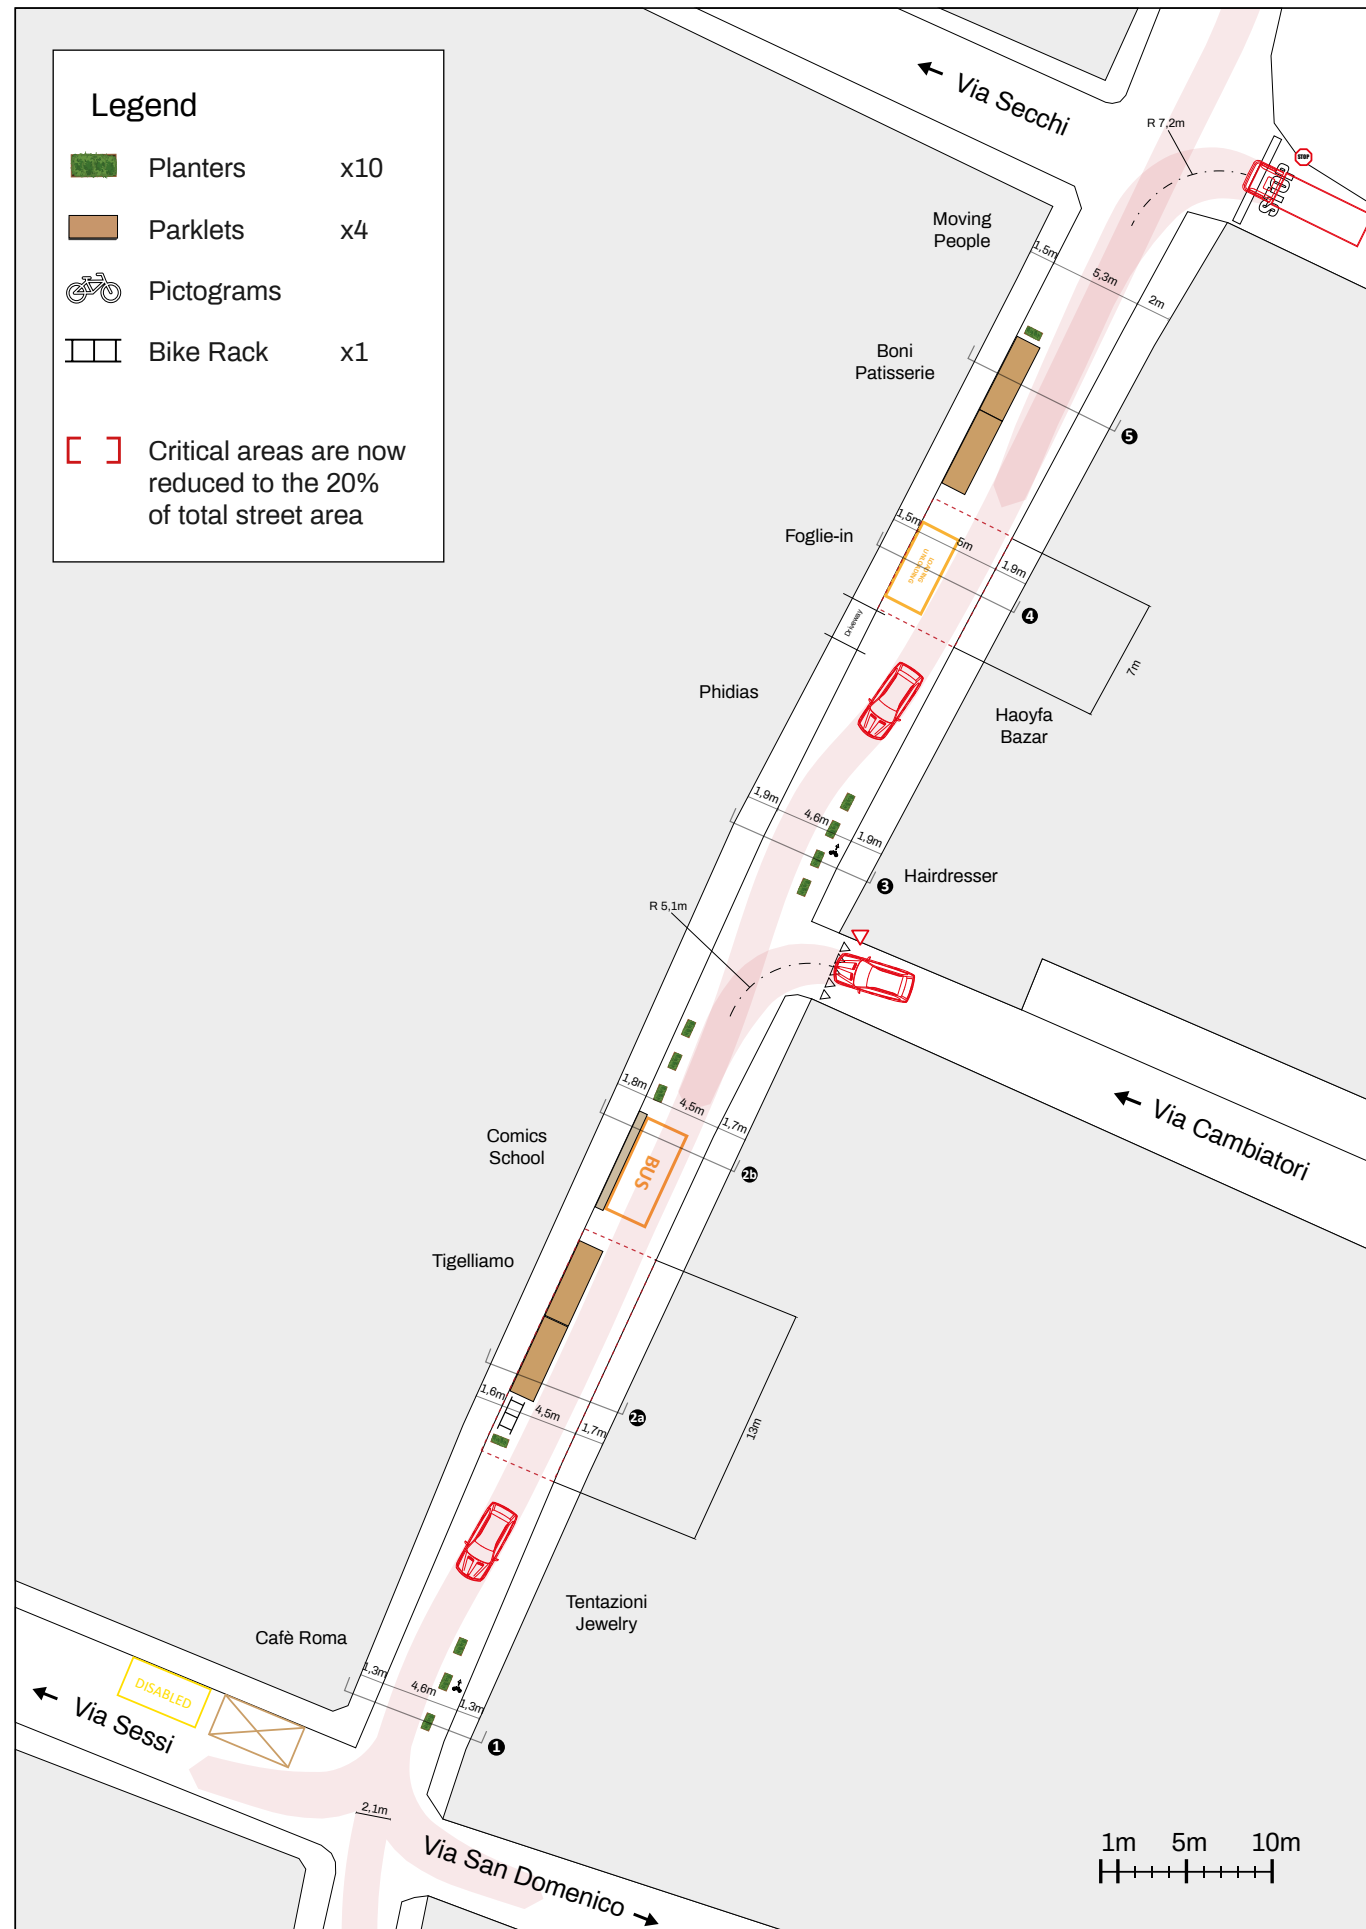 Legend
Planters x10
Parklets x4
Pictograms
Bike Rack x1
Critical areas are now
reduced to the 20%
of total street area
Via Secchi
R 7,2m
STOP
STOP
Moving
People
1,5m
5,3m
2m
Boni
Patisserie
5
Foglie-in
1,5m
5m
1,9m
LOADING
UNLOADING
4
Driveway
7m
Phidias
Haoyfa
Bazar
1,9m
4,6m
1,9m
3
Hairdresser
R 5,1m
1,8m
4,5m
1,7m
Via Cambiatori
Comics
School
BUS
2b
Tigelliamo
1,6m
4,5m
1,7m
2a
13m
Tentazioni
Jewelry
Cafè Roma
1,3m
4,6m
1,3m
DISABLED
Via Sessi
1
2,1m
Via San Domenico
1m 5m 10m